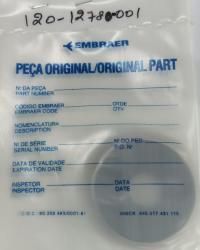 120-12780-001
EMBRAER
PEÇA ORIGINAL/ORIGINAL PART
Nº DA PEÇA
PART NUMBER
CODIGO EMBRAER
EMBRAER CODE
QTDE
QTY
NOMENCLATURA
DESCRIPTION
Nº DE SÉRIE
SERIAL NUMBER
Nº DO PED
P.O. Nº
DATA DE VALIDADE
EXPIRATION DATE
INSPETOR
INSPECTOR
DATA
DATE